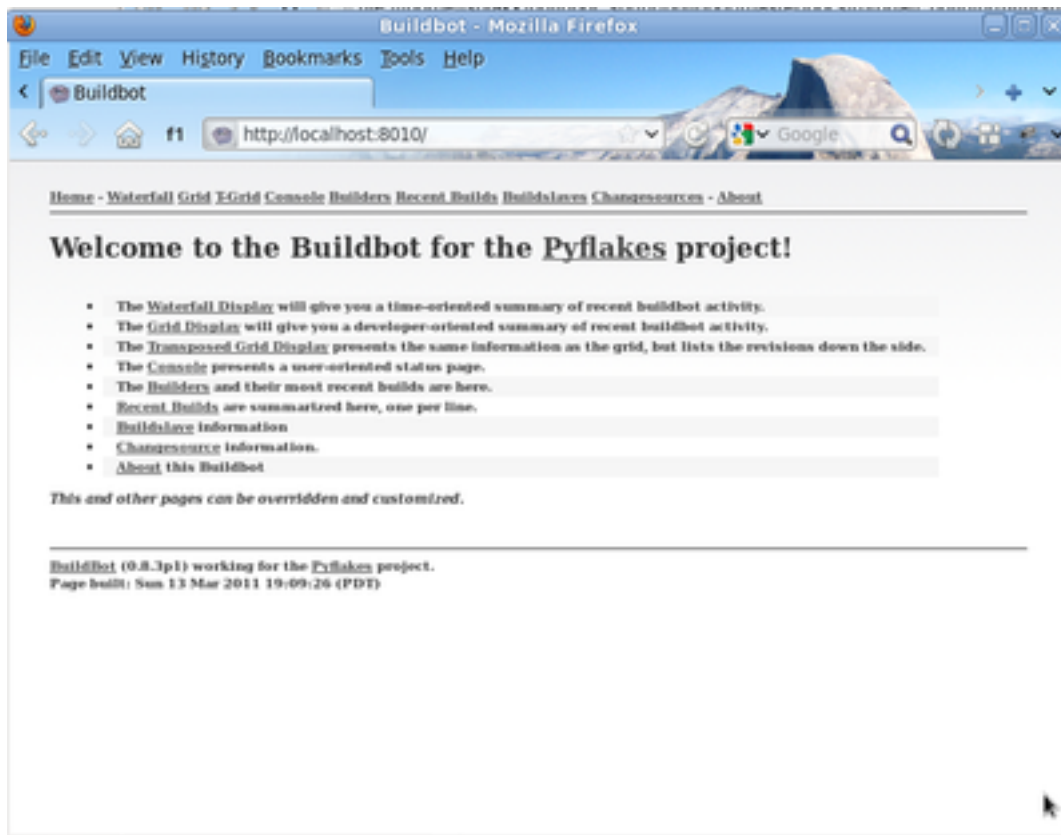 Buildbot - Mozilla Firefox
File Edit View History Bookmarks Tools Help
Buildbot
f1 http://localhost:8010/ Google
Home - Waterfall Grid T-Grid Console Builders Recent Builds Buildslaves Changesources - About
Welcome to the Buildbot for the Pyflakes project!
The Waterfall Display will give you a time-oriented summary of recent buildbot activity.
The Grid Display will give you a developer-oriented summary of recent buildbot activity.
The Transposed Grid Display presents the same information as the grid, but lists the revisions down the side.
The Console presents a user-oriented status page.
The Builders and their most recent builds are here.
Recent Builds are summarized here, one per line.
Buildslave information
Changesource information.
About this Buildbot
This and other pages can be overridden and customized.
BuildBot (0.8.3p1) working for the Pyflakes project.
Page built: Sun 13 Mar 2011 19:09:26 (PDT)